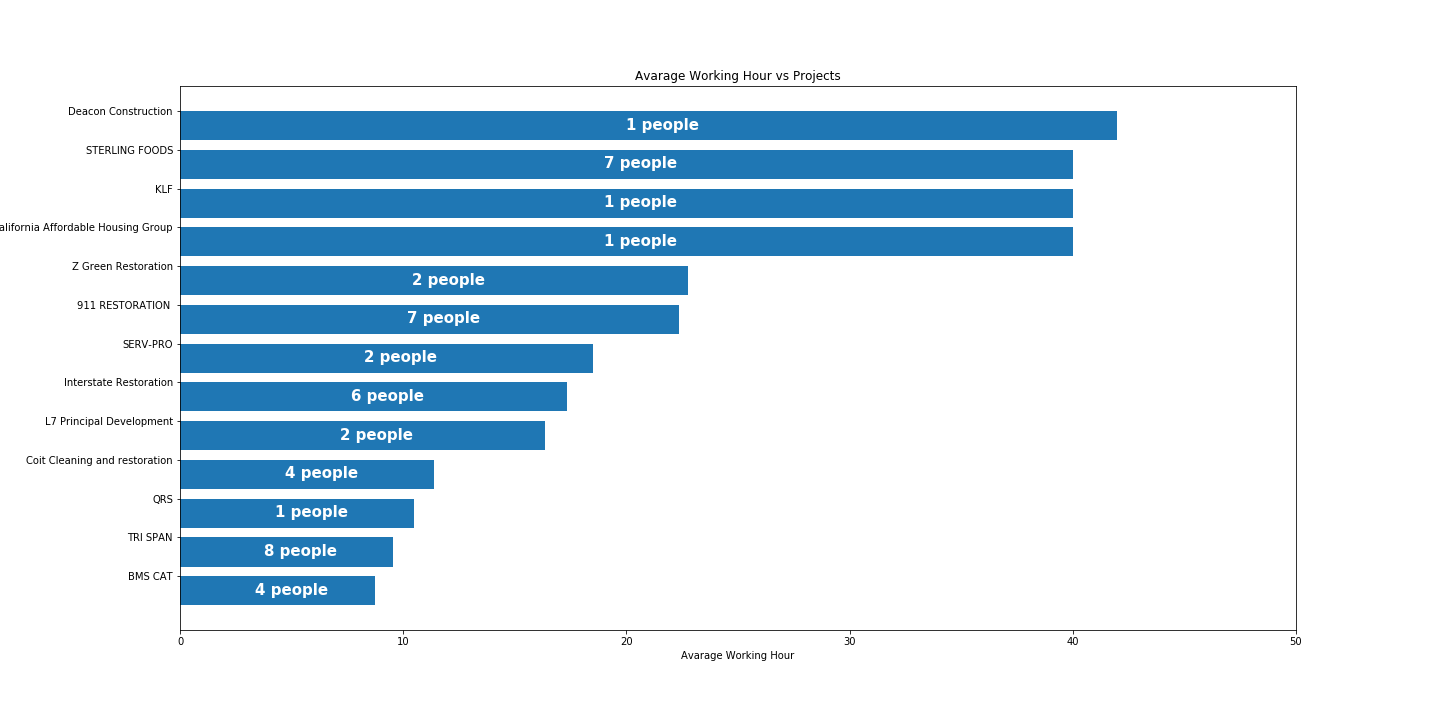 Avarage Working Hour vs Projects
Deacon Construction
1 people
STERLING FOODS
7 people
KLF
1 people
alifornia Affordable Housing Group
1 people
Z Green Restoration
2 people
911 RESTORATION
7 people
SERV-PRO
2 people
Interstate Restoration
6 people
L7 Principal Development
2 people
Coit Cleaning and restoration
4 people
QRS
1 people
TRI SPAN
8 people
BMS CAT
4 people
0 10 20 30 40 50
Avarage Working Hour